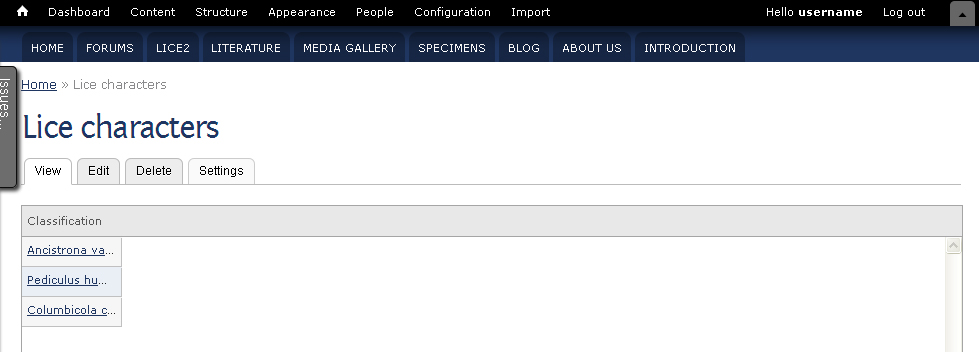 Dashboard Content Structure Appearance People Configuration Import Hello username Log out
HOME FORUMS LICE2 LITERATURE MEDIA GALLERY SPECIMENS BLOG ABOUT US INTRODUCTION
Issues...
Home » Lice characters
Lice characters
View Edit Delete Settings
Classification
Ancistrona va...
Pediculus hu...
Columbicola c...